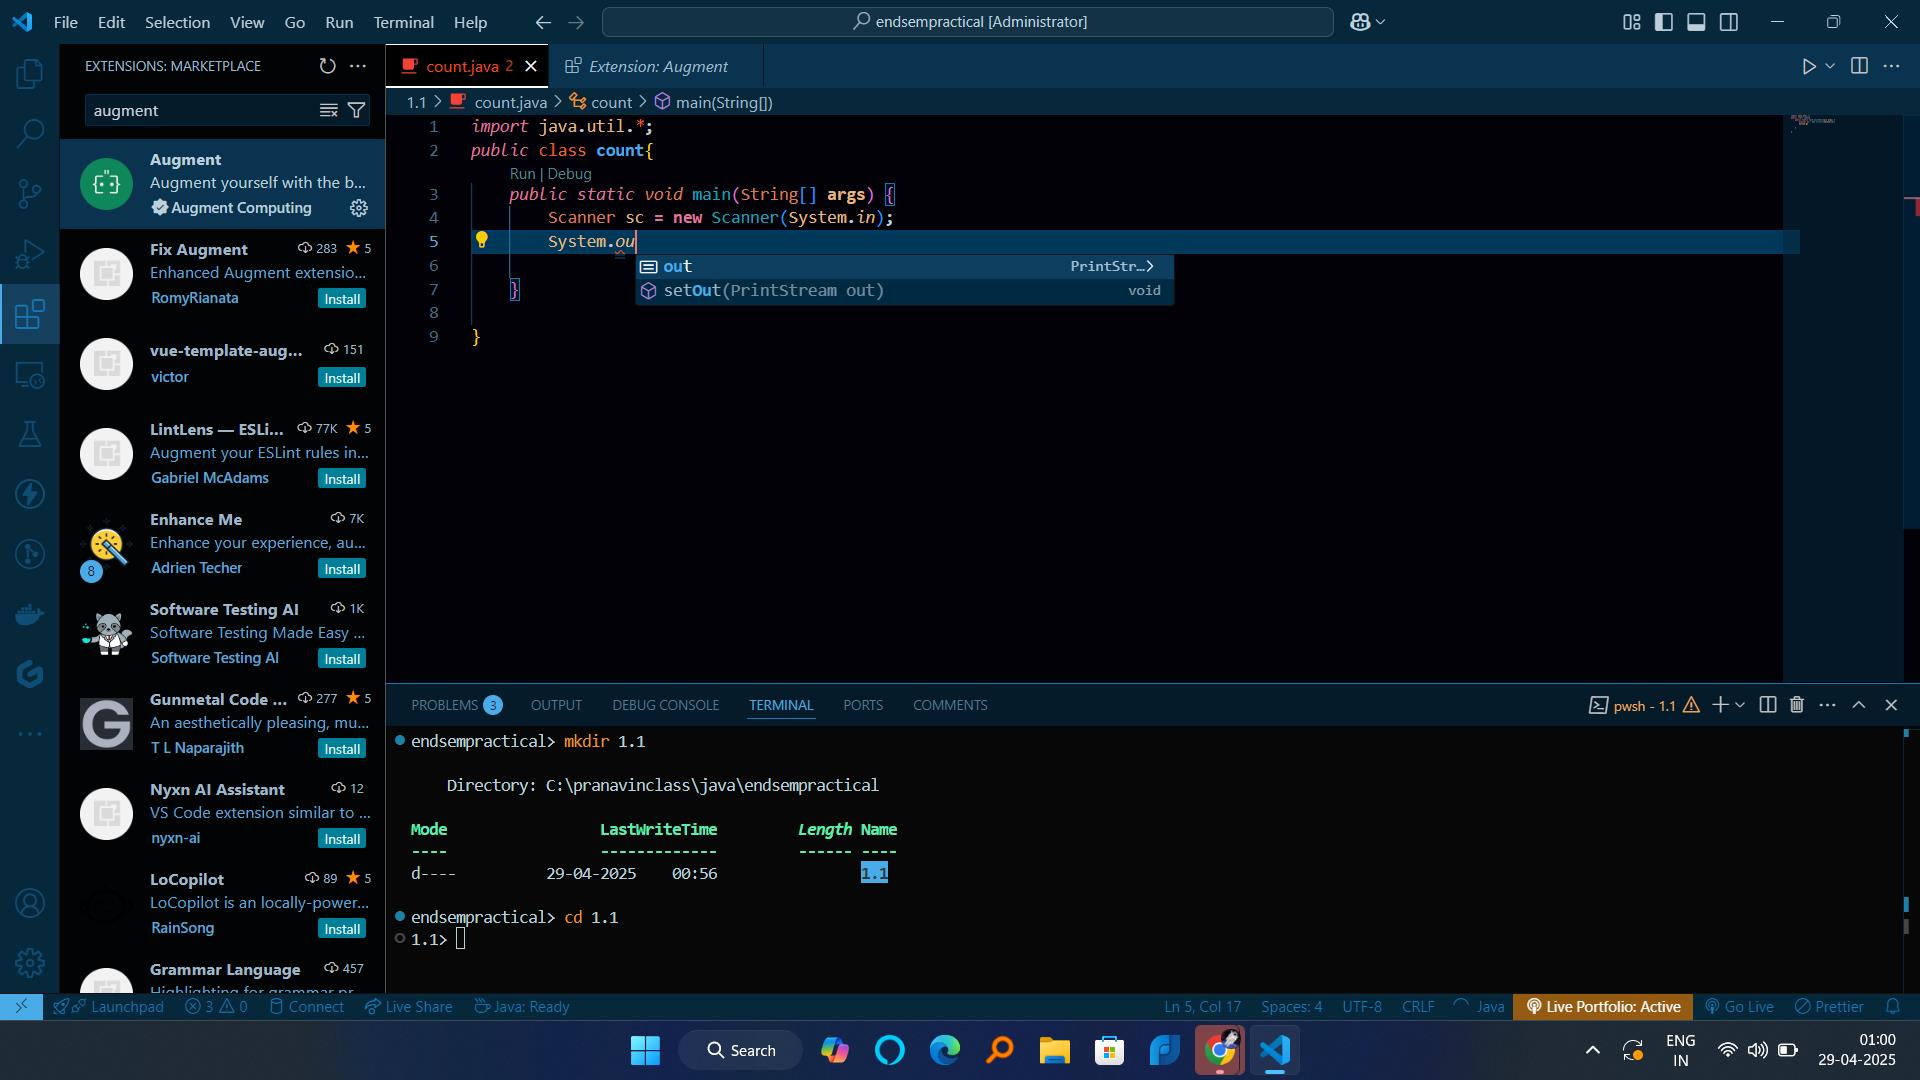 File Edit Selection View Go Run Terminal Help
endsempractical [Administrator]
EXTENSIONS: MARKETPLACE
augment
Augment
Augment yourself with the b...
Augment Computing
Fix Augment 283 5
Enhanced Augment extensio...
RomyRianata Install
vue-template-aug... 151
victor Install
LintLens — ESLi... 77K 5
Augment your ESLint rules in...
Gabriel McAdams Install
Enhance Me 7K
Enhance your experience, au...
Adrien Techer Install
8
Software Testing AI 1K
Software Testing Made Easy ...
Software Testing AI Install
Gunmetal Code ... 277 5
An aesthetically pleasing, mu...
T L Naparajith Install
Nyxn AI Assistant 12
VS Code extension similar to ...
nyxn-ai Install
LoCopilot 89 5
LoCopilot is an locally-power...
RainSong Install
Grammar Language 457
count.java 2
Extension: Augment
1.1 > count.java > count > main(String[])
1 import java.util.*;
2 public class count{
Run | Debug
3 public static void main(String[] args) {
4 Scanner sc = new Scanner(System.in);
5 System.ou
6
7 }
8
9 }
out PrintStr...
setOut(PrintStream out) void
PROBLEMS 3 OUTPUT DEBUG CONSOLE TERMINAL PORTS COMMENTS
pwsh - 1.1
endsempractical> mkdir 1.1
Directory: C:\pranavinclass\java\endsempractical
Mode LastWriteTime Length Name
---- ------------- ------ ----
d---- 29-04-2025 00:56 1.1
endsempractical> cd 1.1
1.1>
Launchpad 3 0 Connect Live Share Java: Ready
Ln 5, Col 17 Spaces: 4 UTF-8 CRLF Java Live Portfolio: Active Go Live Prettier
Search
ENG
IN
01:00
29-04-2025